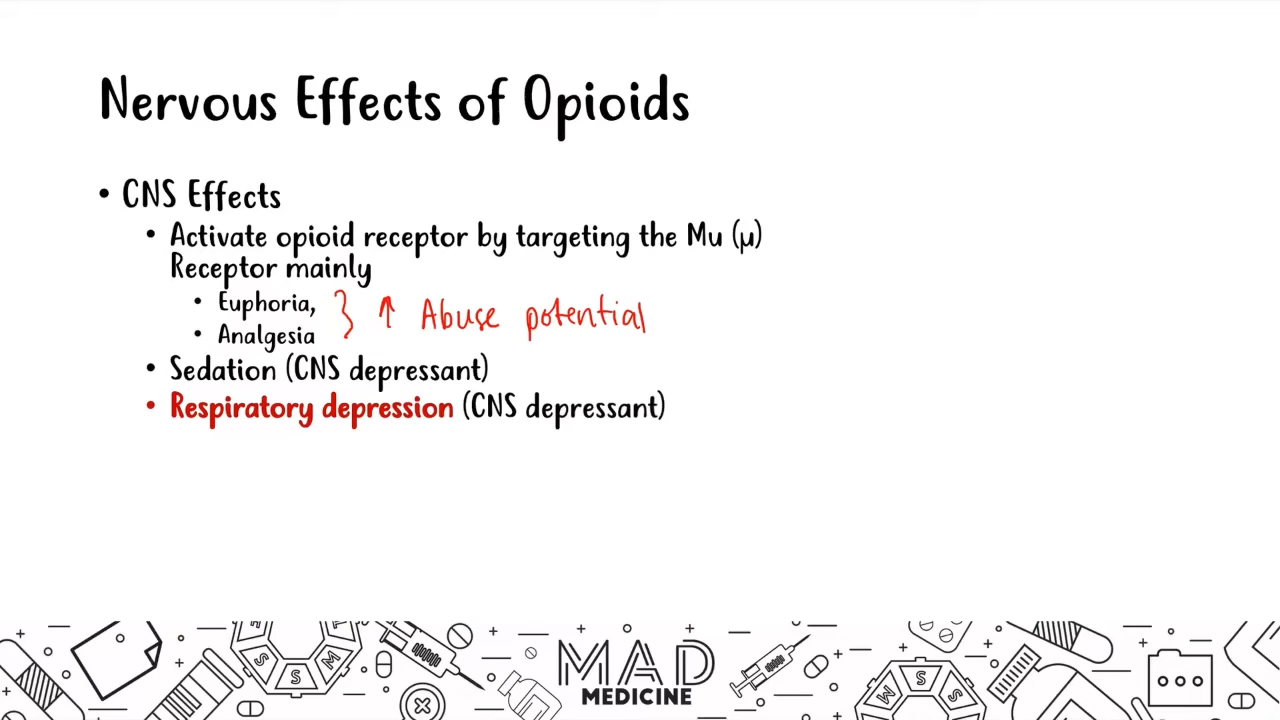 Nervous Effects of Opioids
• CNS Effects
• Activate opioid receptor by targeting the Mu (μ)
Receptor mainly
• Euphoria,
• Analgesia
} ↑ Abuse potential
• Sedation (CNS depressant)
• Respiratory depression (CNS depressant)
S
S
M
M
S
S
MAD
MEDICINE